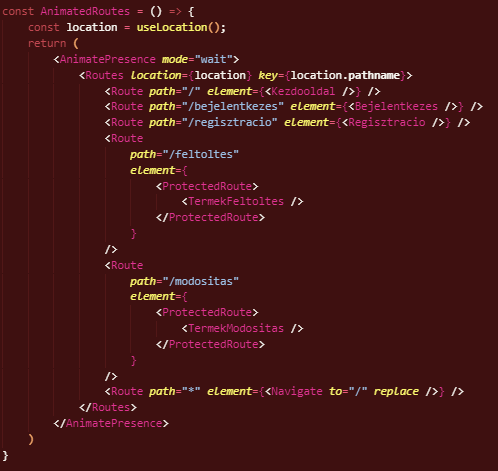 const AnimatedRoutes = () => {
    const location = useLocation();
    return (
        <AnimatePresence mode="wait">
            <Routes location={location} key={location.pathname}>
                <Route path="/" element={<Kezdooldal />} />
                <Route path="/bejelentkezes" element={<Bejelentkezes />} />
                <Route path="/regisztracio" element={<Regisztracio />} />
                <Route
                    path="/feltoltes"
                    element={
                        <ProtectedRoute>
                            <TermekFeltoltes />
                        </ProtectedRoute>
                    }
                />
                <Route
                    path="/modositas"
                    element={
                        <ProtectedRoute>
                            <TermekModositas />
                        </ProtectedRoute>
                    }
                />
                <Route path="*" element={<Navigate to="/" replace />} />
            </Routes>
        </AnimatePresence>
    )
}